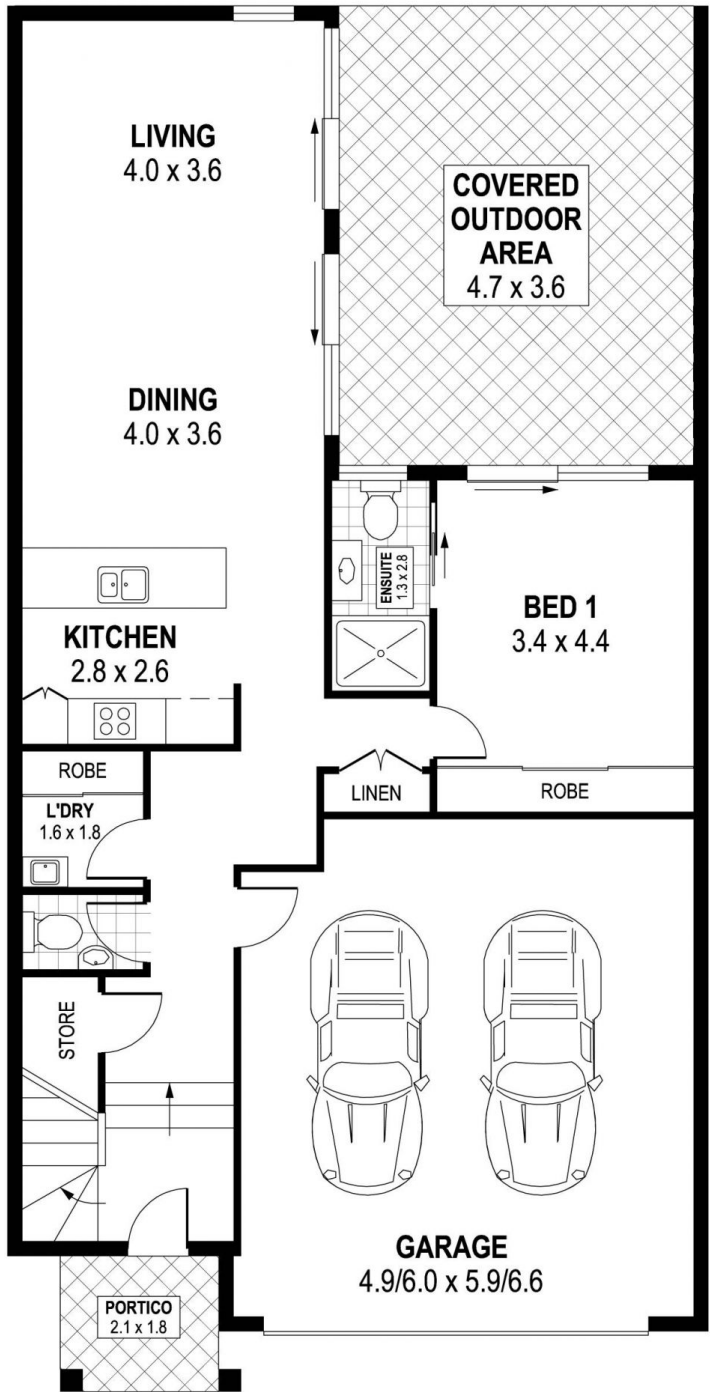 LIVING
4.0 x 3.6
COVERED
OUTDOOR
AREA
4.7 x 3.6
DINING
4.0 x 3.6
ENSUITE
1.3 x 2.8
BED 1
3.4 x 4.4
KITCHEN
2.8 x 2.6
ROBE
L'DRY
1.6 x 1.8
LINEN
ROBE
STORE
GARAGE
4.9/6.0 x 5.9/6.6
PORTICO
2.1 x 1.8